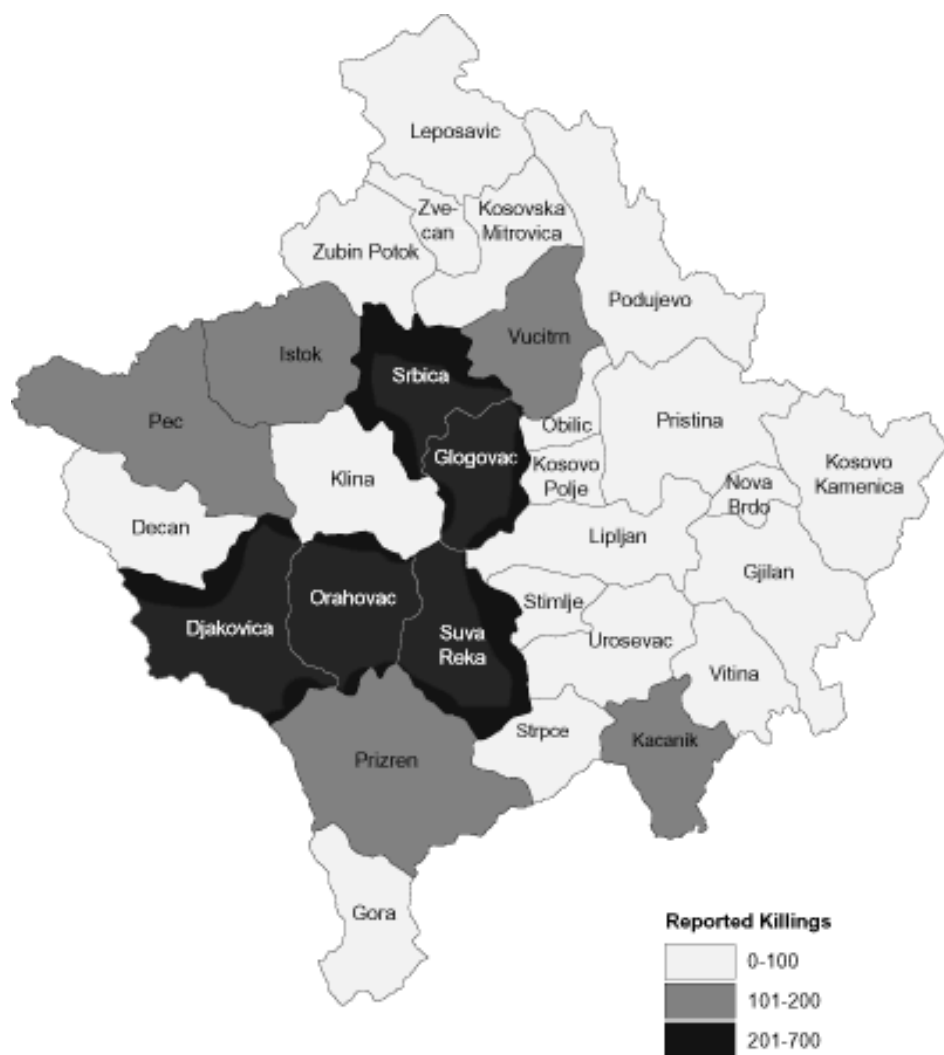 Leposavic
Zve-
can
Kosovska
Mitrovica
Zubin Potok
Podujevo
Istok
Vucitrn
Srbica
Pec
Obilic
Pristina
Glogovac
Klina
Kosovo
Polje
Nova
Brdo
Kosovo
Kamenica
Decan
Lipljan
Gjilan
Orahovac
Stimlje
Djakovica
Suva
Reka
Urosevac
Vitina
Strpce
Kacanik
Prizren
Gora
Reported Killings
0-100
101-200
201-700